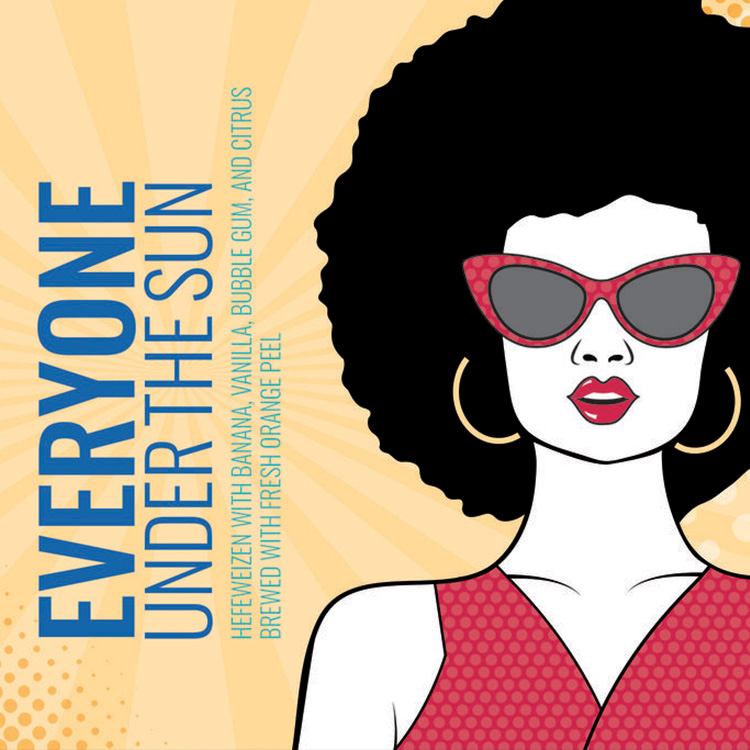 EVERYONE
UNDER THE SUN
HEFEWEIZEN WITH BANANA, VANILLA, BUBBLE GUM, AND CITRUS
BREWED WITH FRESH ORANGE PEEL